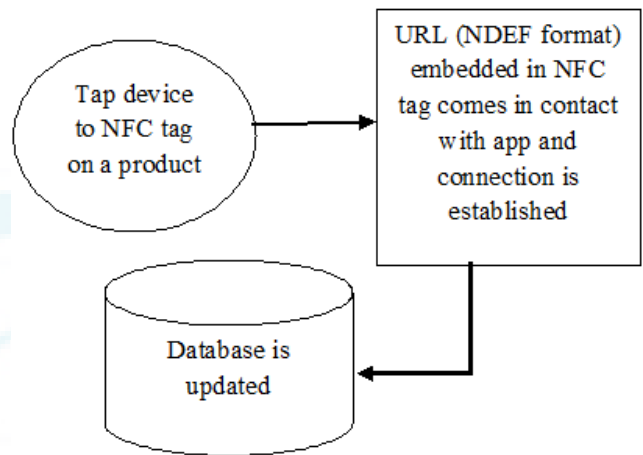 Tap device
to NFC tag
on a product
URL (NDEF format)
embedded in NFC
tag comes in contact
with app and
connection is
established
Database is
updated